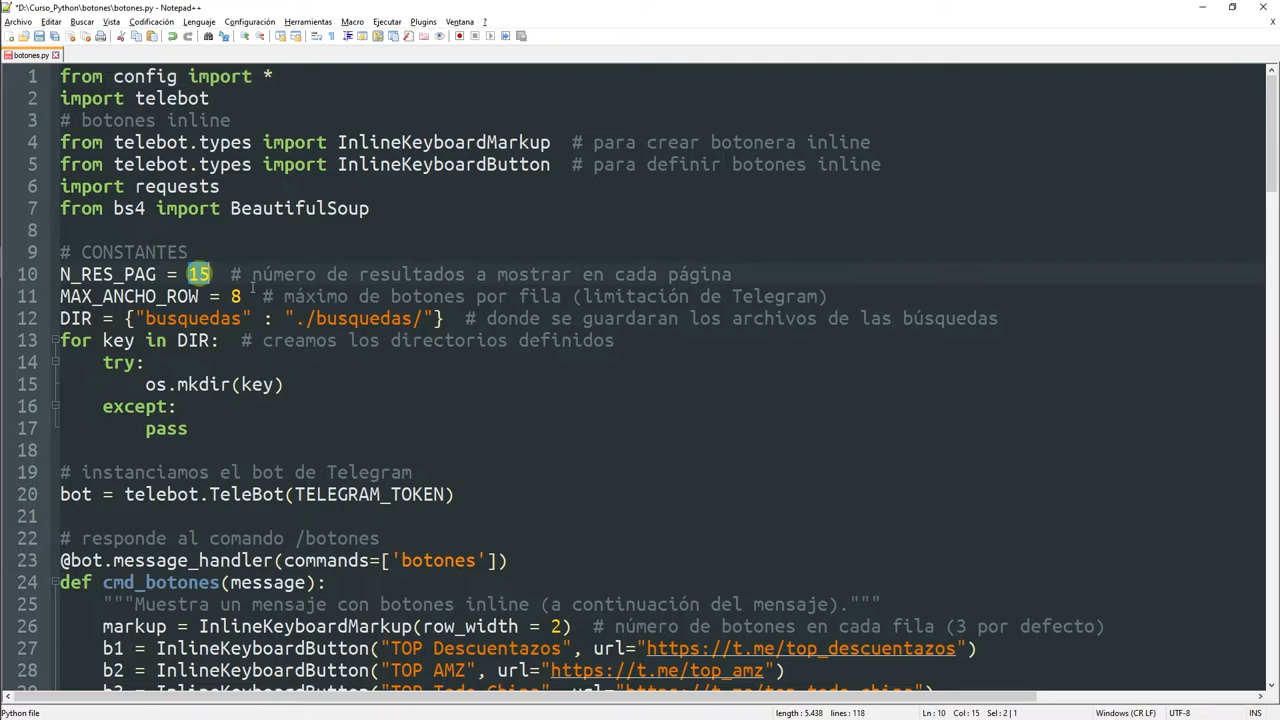 *D:\Curso_Python\botones\botones.py - Notepad++
Archivo Editar Buscar Vista Codificación Lenguaje Configuración Herramientas Macro Ejecutar Plugins Ventana ?
botones.py
1 from config import *
2 import telebot
3 # botones inline
4 from telebot.types import InlineKeyboardMarkup # para crear botonera inline
5 from telebot.types import InlineKeyboardButton # para definir botones inline
6 import requests
7 from bs4 import BeautifulSoup
8
9 # CONSTANTES
10 N_RES_PAG = 15 # número de resultados a mostrar en cada página
11 MAX_ANCHO_ROW = 8 # máximo de botones por fila (limitación de Telegram)
12 DIR = {"busquedas" : "./busquedas/"} # donde se guardaran los archivos de las búsquedas
13 for key in DIR: # creamos los directorios definidos
14 try:
15 os.mkdir(key)
16 except:
17 pass
18
19 # instanciamos el bot de Telegram
20 bot = telebot.TeleBot(TELEGRAM_TOKEN)
21
22 # responde al comando /botones
23 @bot.message_handler(commands=['botones'])
24 def cmd_botones(message):
25 """Muestra un mensaje con botones inline (a continuación del mensaje)."""
26 markup = InlineKeyboardMarkup(row_width = 2) # número de botones en cada fila (3 por defecto)
27 b1 = InlineKeyboardButton("TOP Descuentazos", url="https://t.me/top_descuentazos")
28 b2 = InlineKeyboardButton("TOP AMZ", url="https://t.me/top_amz")
Python file length : 5.438 lines : 118 Ln : 10 Col : 15 Sel : 2 | 1 Windows (CR LF) UTF-8 INS